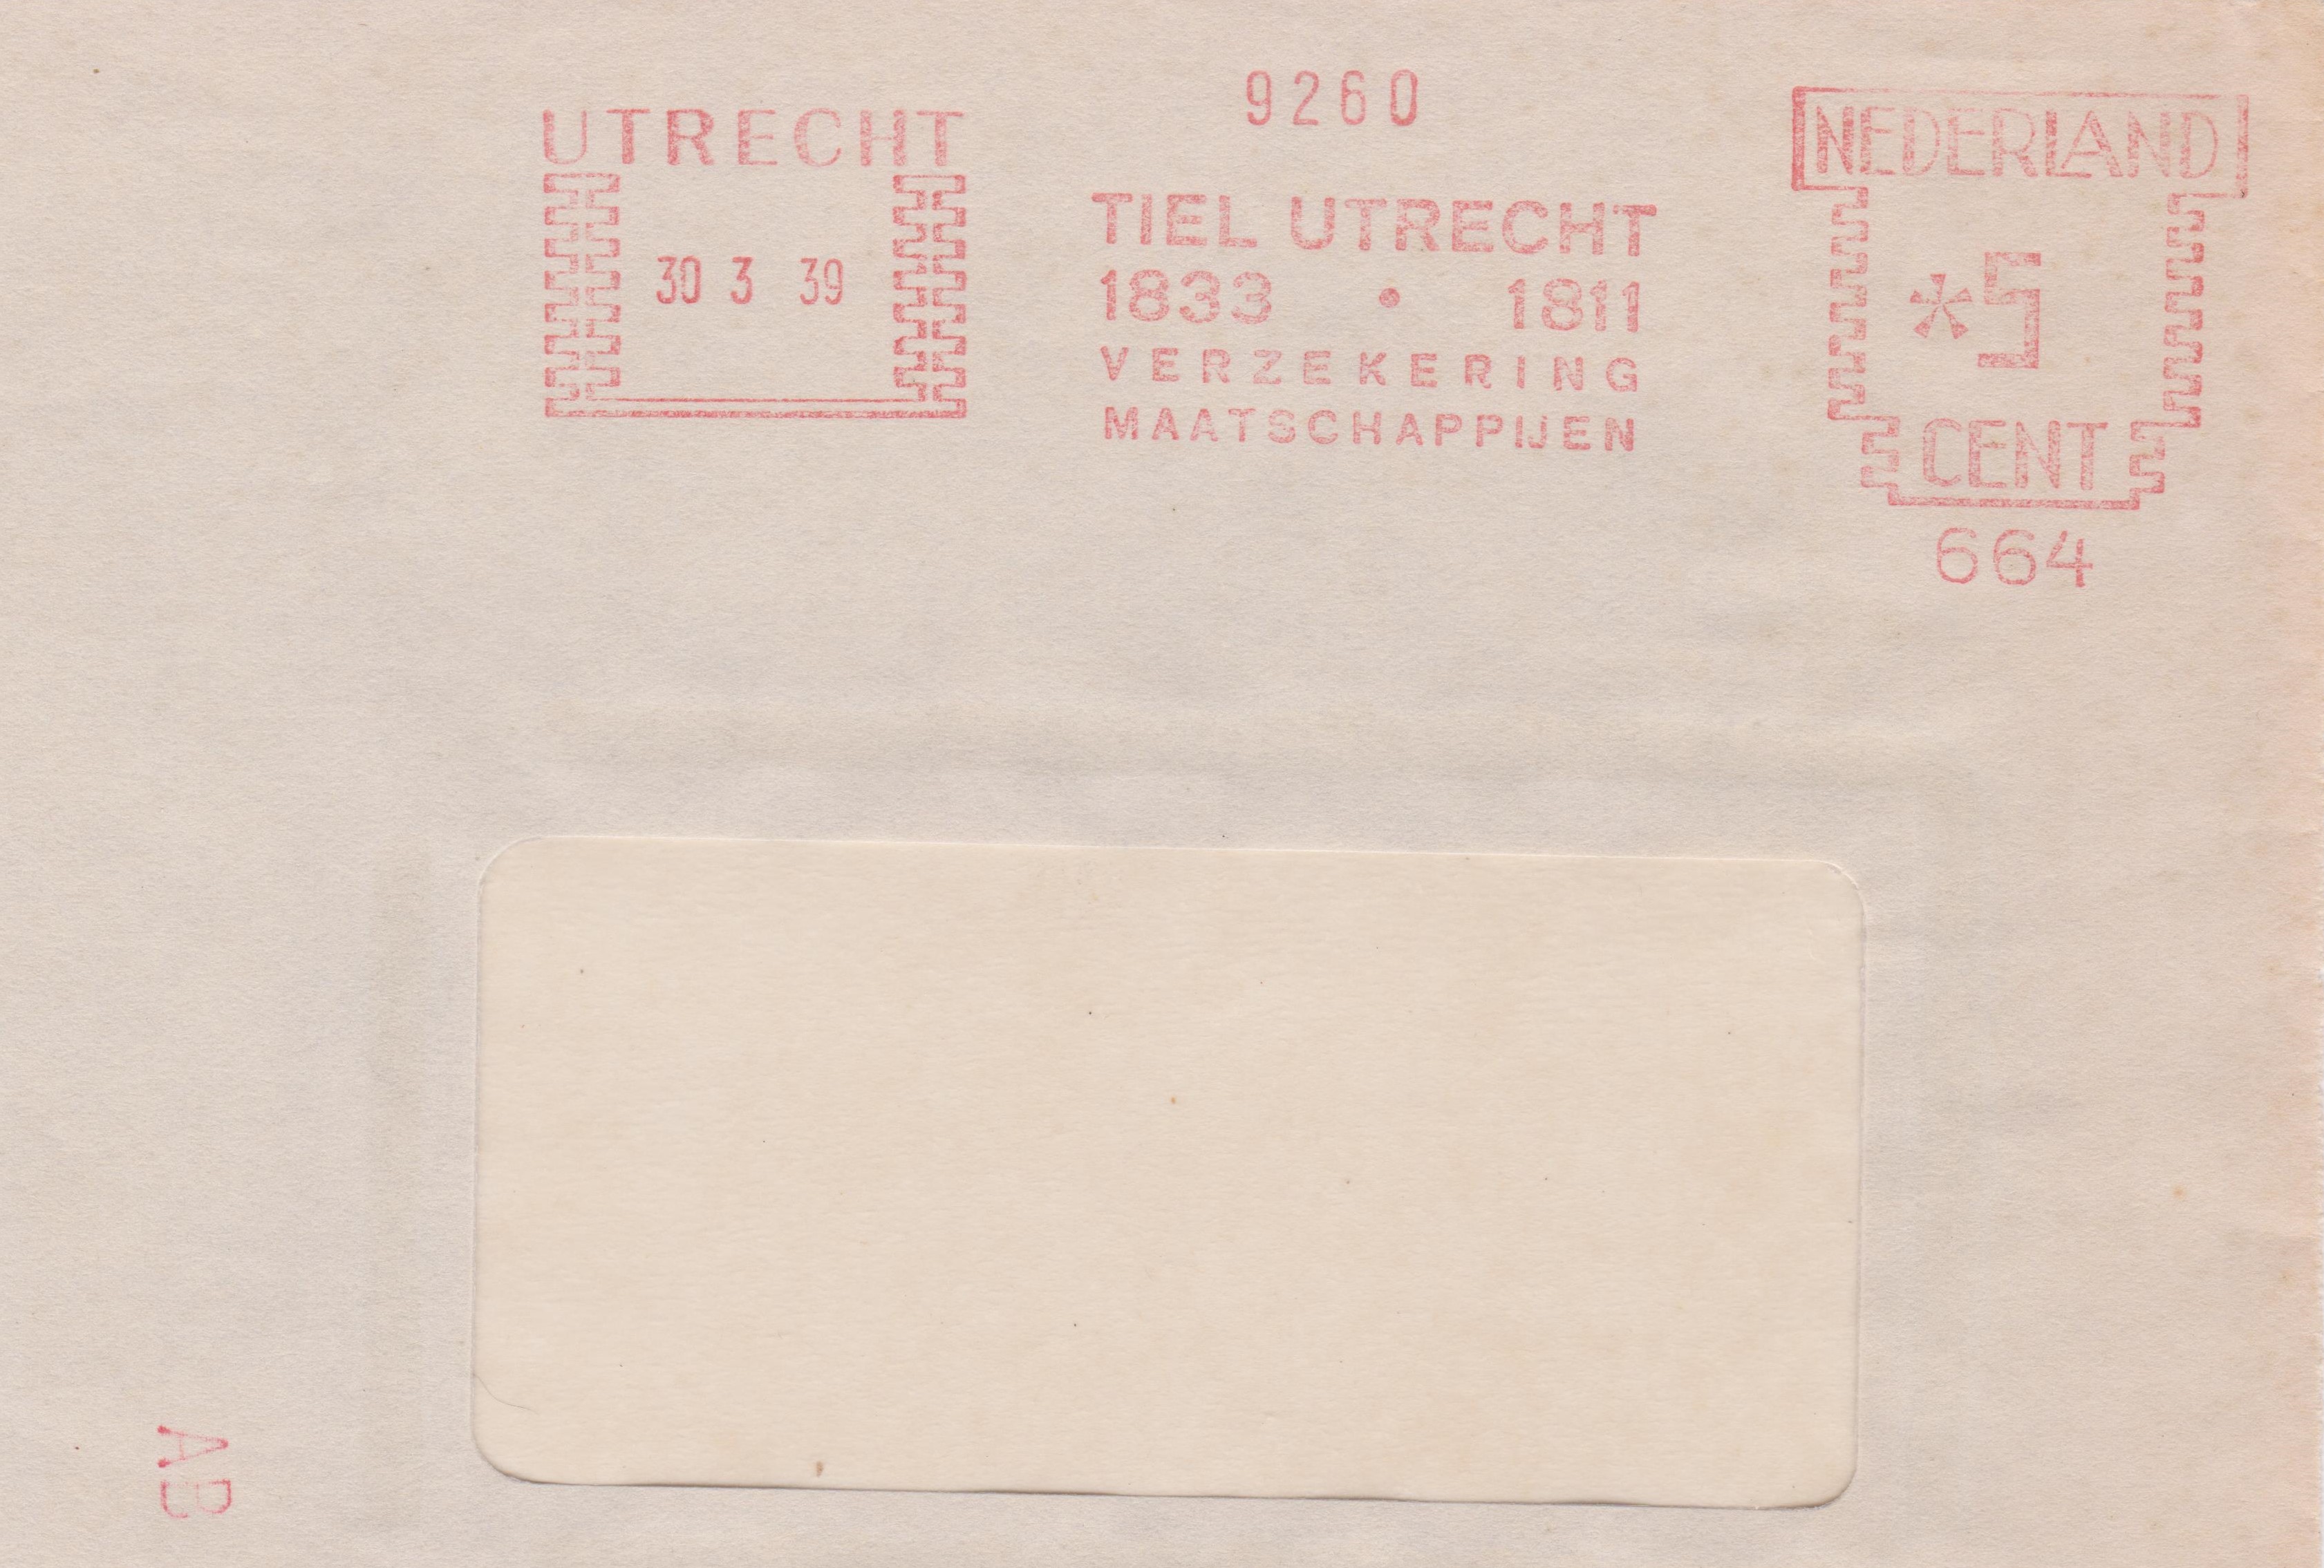 9260
UTRECHT
30 3 39
TIEL UTRECHT
1833 • 1811
VERZEKERING
MAATSCHAPPIJEN
NEDERLAND
*5
CENT
664
AB